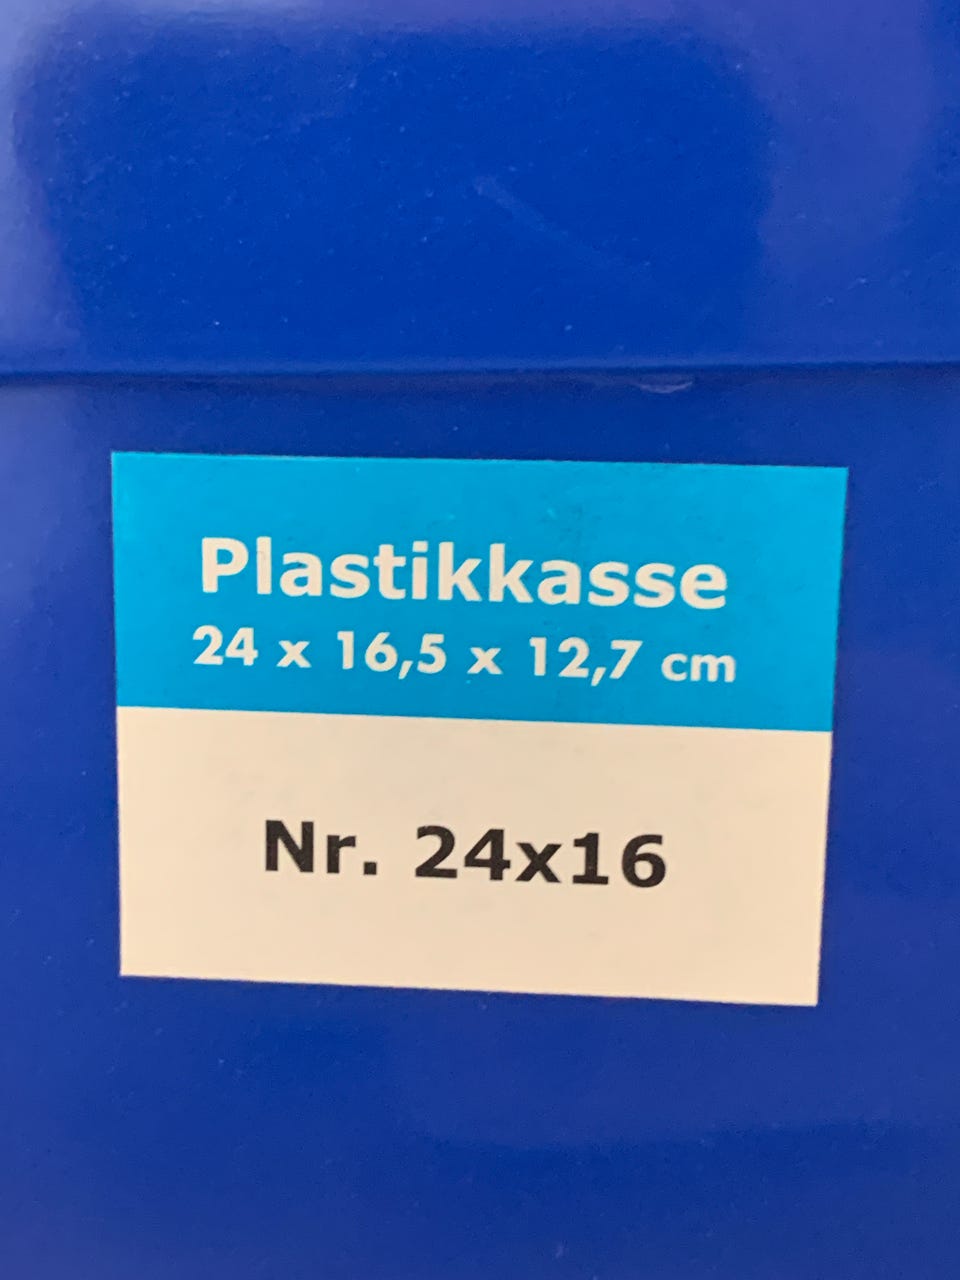 Plastikkasse
24 x 16,5 x 12,7 cm
Nr. 24x16